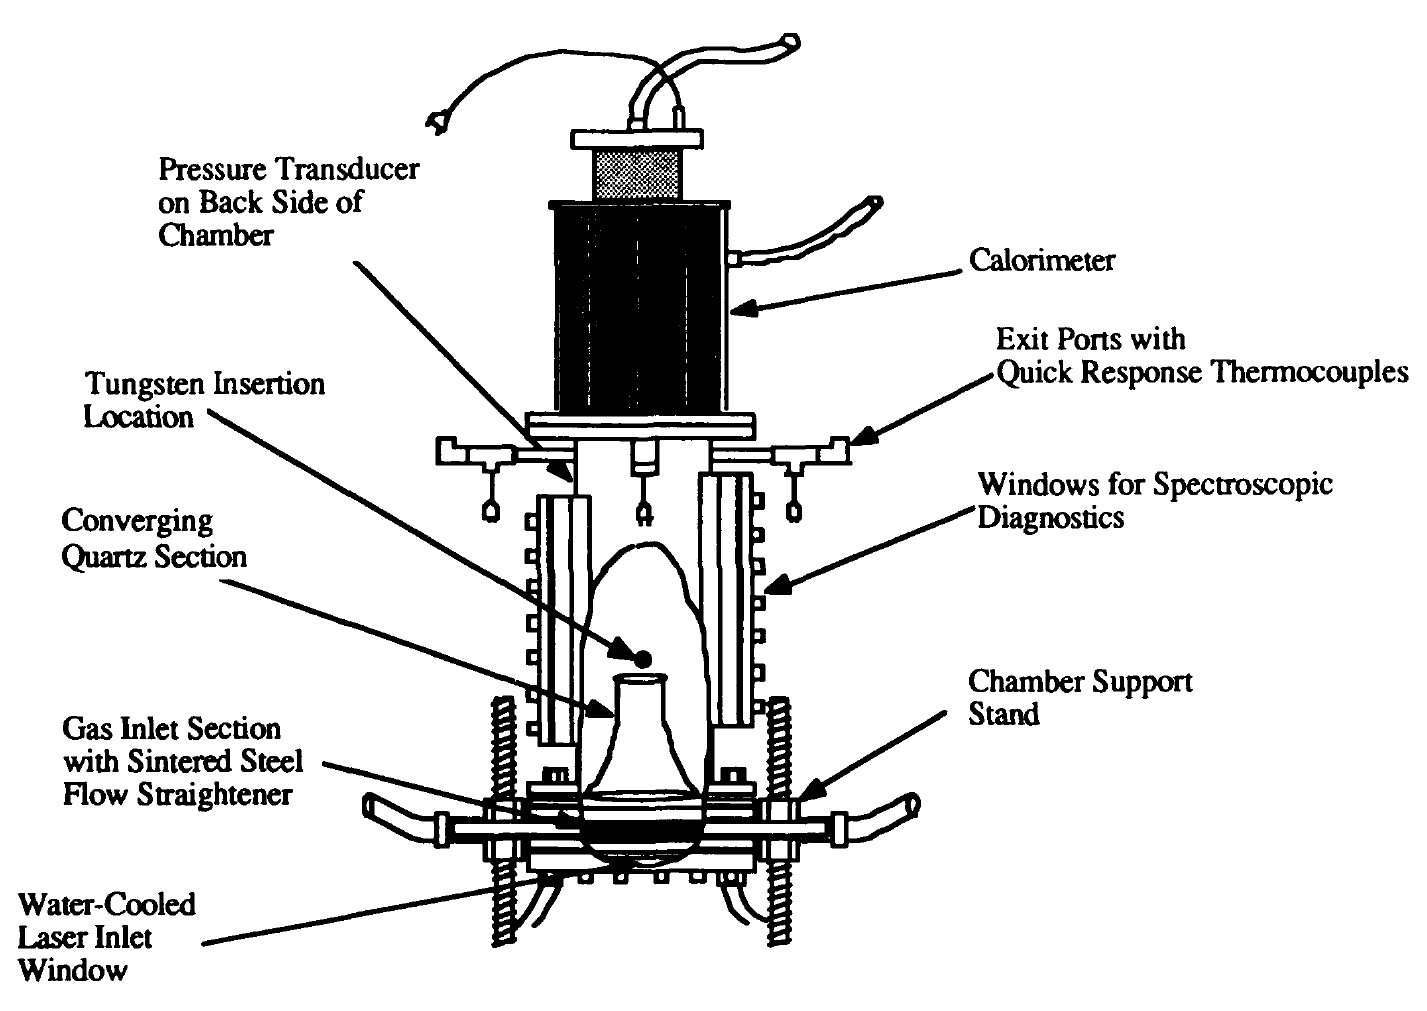 Pressure Transducer
on Back Side of
Chamber
Calorimeter
Exit Ports with
Quick Response Thermocouples
Tungsten Insertion
Location
Windows for Spectroscopic
Diagnostics
Converging
Quartz Section
Chamber Support
Stand
Gas Inlet Section
with Sintered Steel
Flow Straightener
Water-Cooled
Laser Inlet
Window